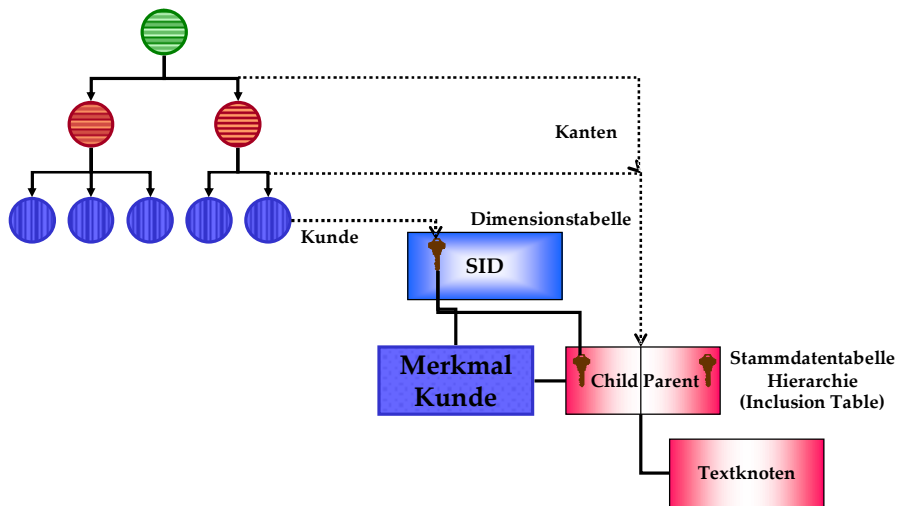 Kanten
Dimensionstabelle
Kunde
SID
Merkmal
Kunde
Child
Parent
Stammdatentabelle
Hierarchie
(Inclusion Table)
Textknoten